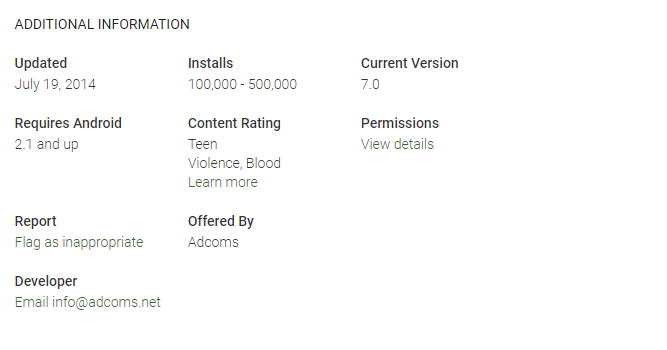 ADDITIONAL INFORMATION
Updated
July 19, 2014
Installs
100,000 - 500,000
Current Version
7.0
Requires Android
2.1 and up
Content Rating
Teen
Violence, Blood
Learn more
Permissions
View details
Report
Flag as inappropriate
Offered By
Adcoms
Developer
Email info@adcoms.net